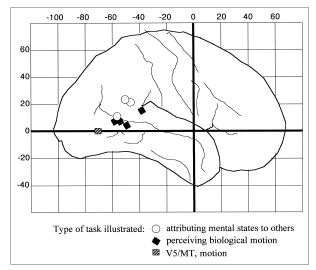 -100 -80 -60 -40 -20 0 20 40 60
60
40
20
0
-20
-40
Type of task illustrated: attributing mental states to others
perceiving biological motion
V5/MT, motion